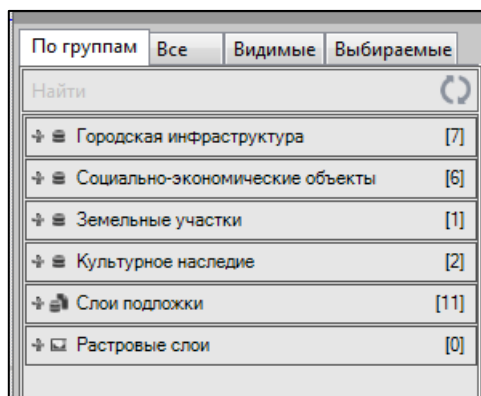 По группам Все Видимые Выбираемые
Найти
Городская инфраструктура [7]
Социально-экономические объекты [6]
Земельные участки [1]
Культурное наследие [2]
Слои подложки [11]
Растровые слои [0]